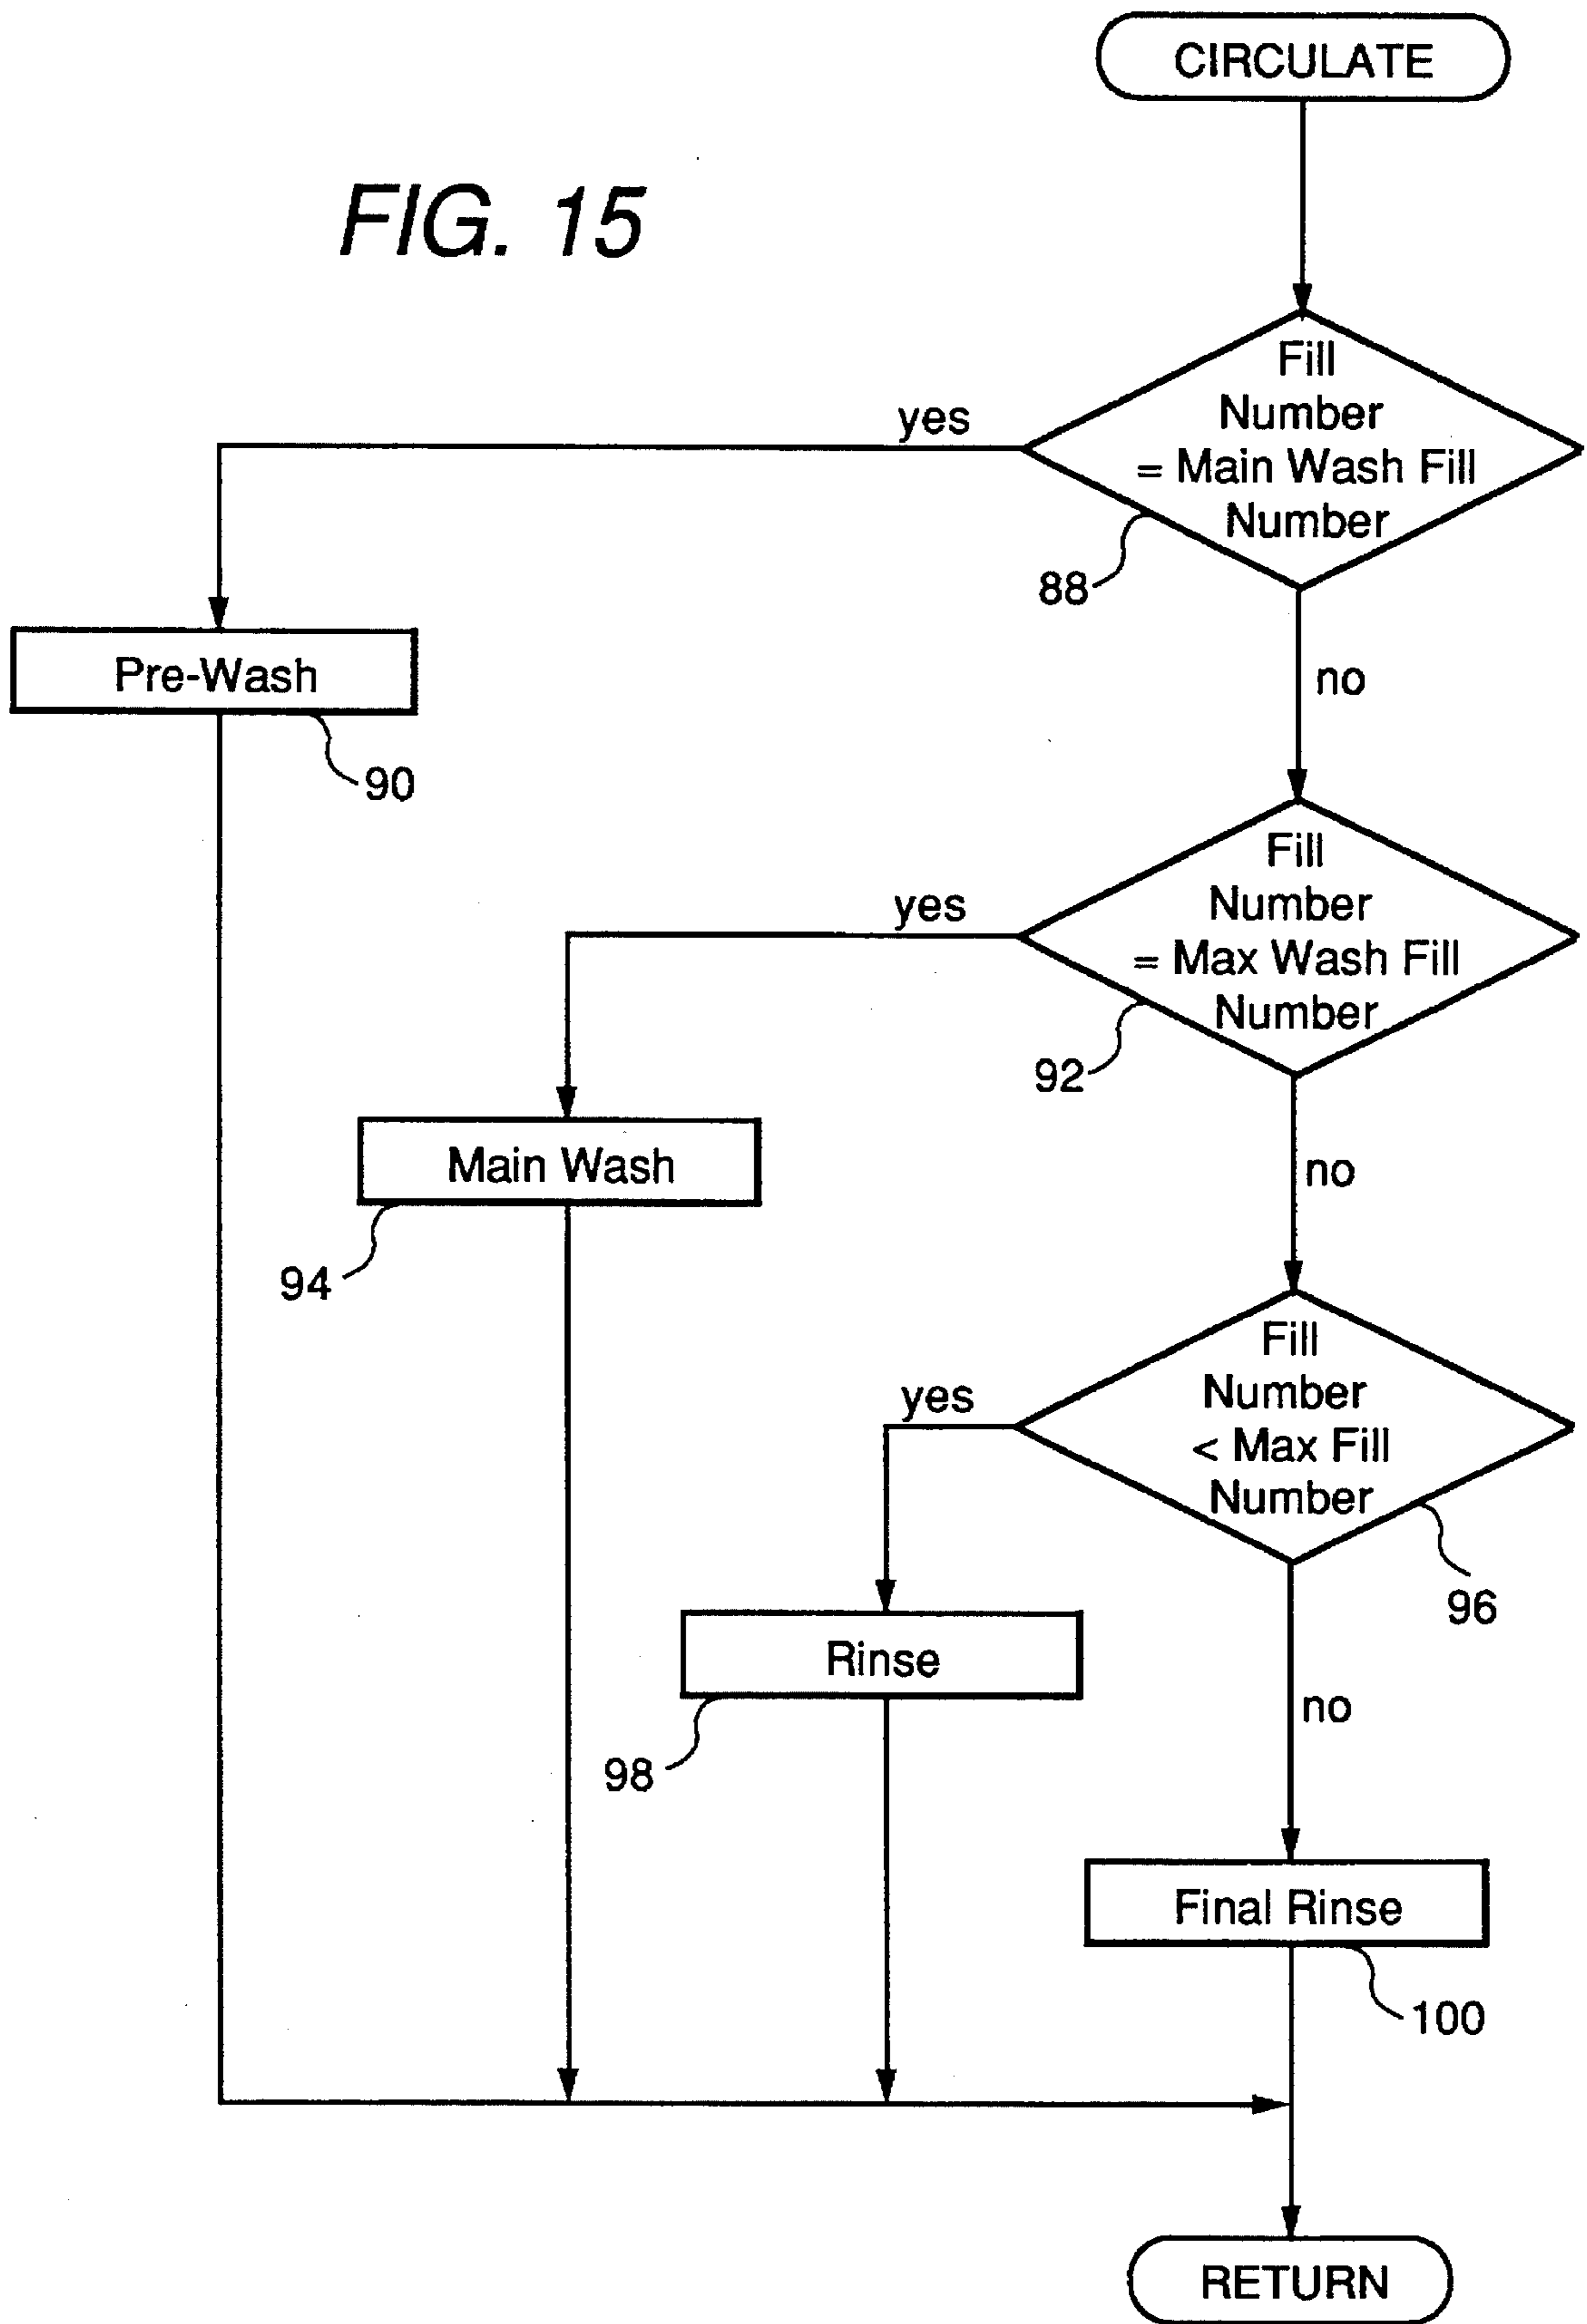 CIRCULATE
FIG. 15
Fill
Number
= Main Wash Fill
Number
yes
88
no
Pre-Wash
90
Fill
Number
= Max Wash Fill
Number
yes
92
no
Main Wash
94
Fill
Number
< Max Fill
Number
yes
96
no
Rinse
98
Final Rinse
100
RETURN